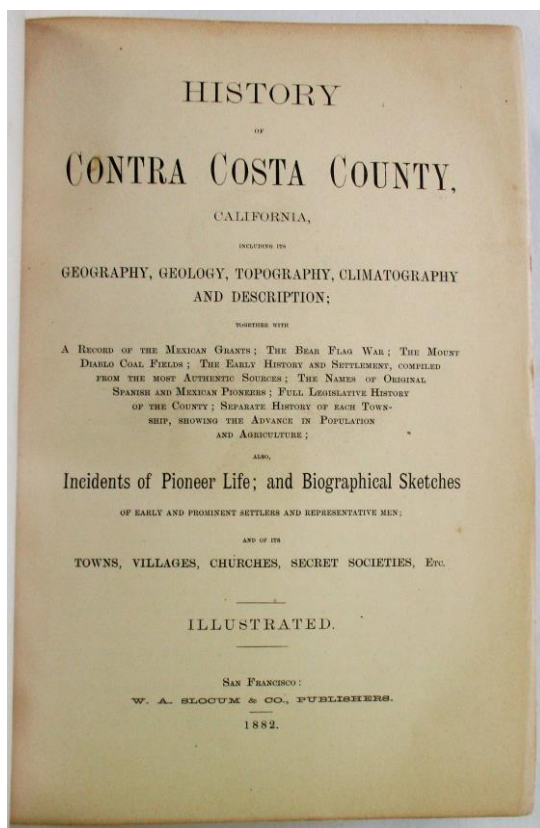 HISTORY
OF
CONTRA COSTA COUNTY,
CALIFORNIA,
INCLUDING ITS
GEOGRAPHY, GEOLOGY, TOPOGRAPHY, CLIMATOGRAPHY
AND DESCRIPTION;
TOGETHER WITH
A Record of the Mexican Grants; The Bear Flag War; The Mount
Diablo Coal Fields; The Early History and Settlement, compiled
from the most Authentic Sources; The Names of Original
Spanish and Mexican Pioneers; Full Legislative History
of the County; Separate History of each Town-
ship, showing the Advance in Population
and Agriculture;
ALSO,
Incidents of Pioneer Life; and Biographical Sketches
OF EARLY AND PROMINENT SETTLERS AND REPRESENTATIVE MEN;
AND OF ITS
TOWNS, VILLAGES, CHURCHES, SECRET SOCIETIES, Etc.
ILLUSTRATED.
San Francisco:
W. A. SLOCUM & CO., PUBLISHERS.
1882.